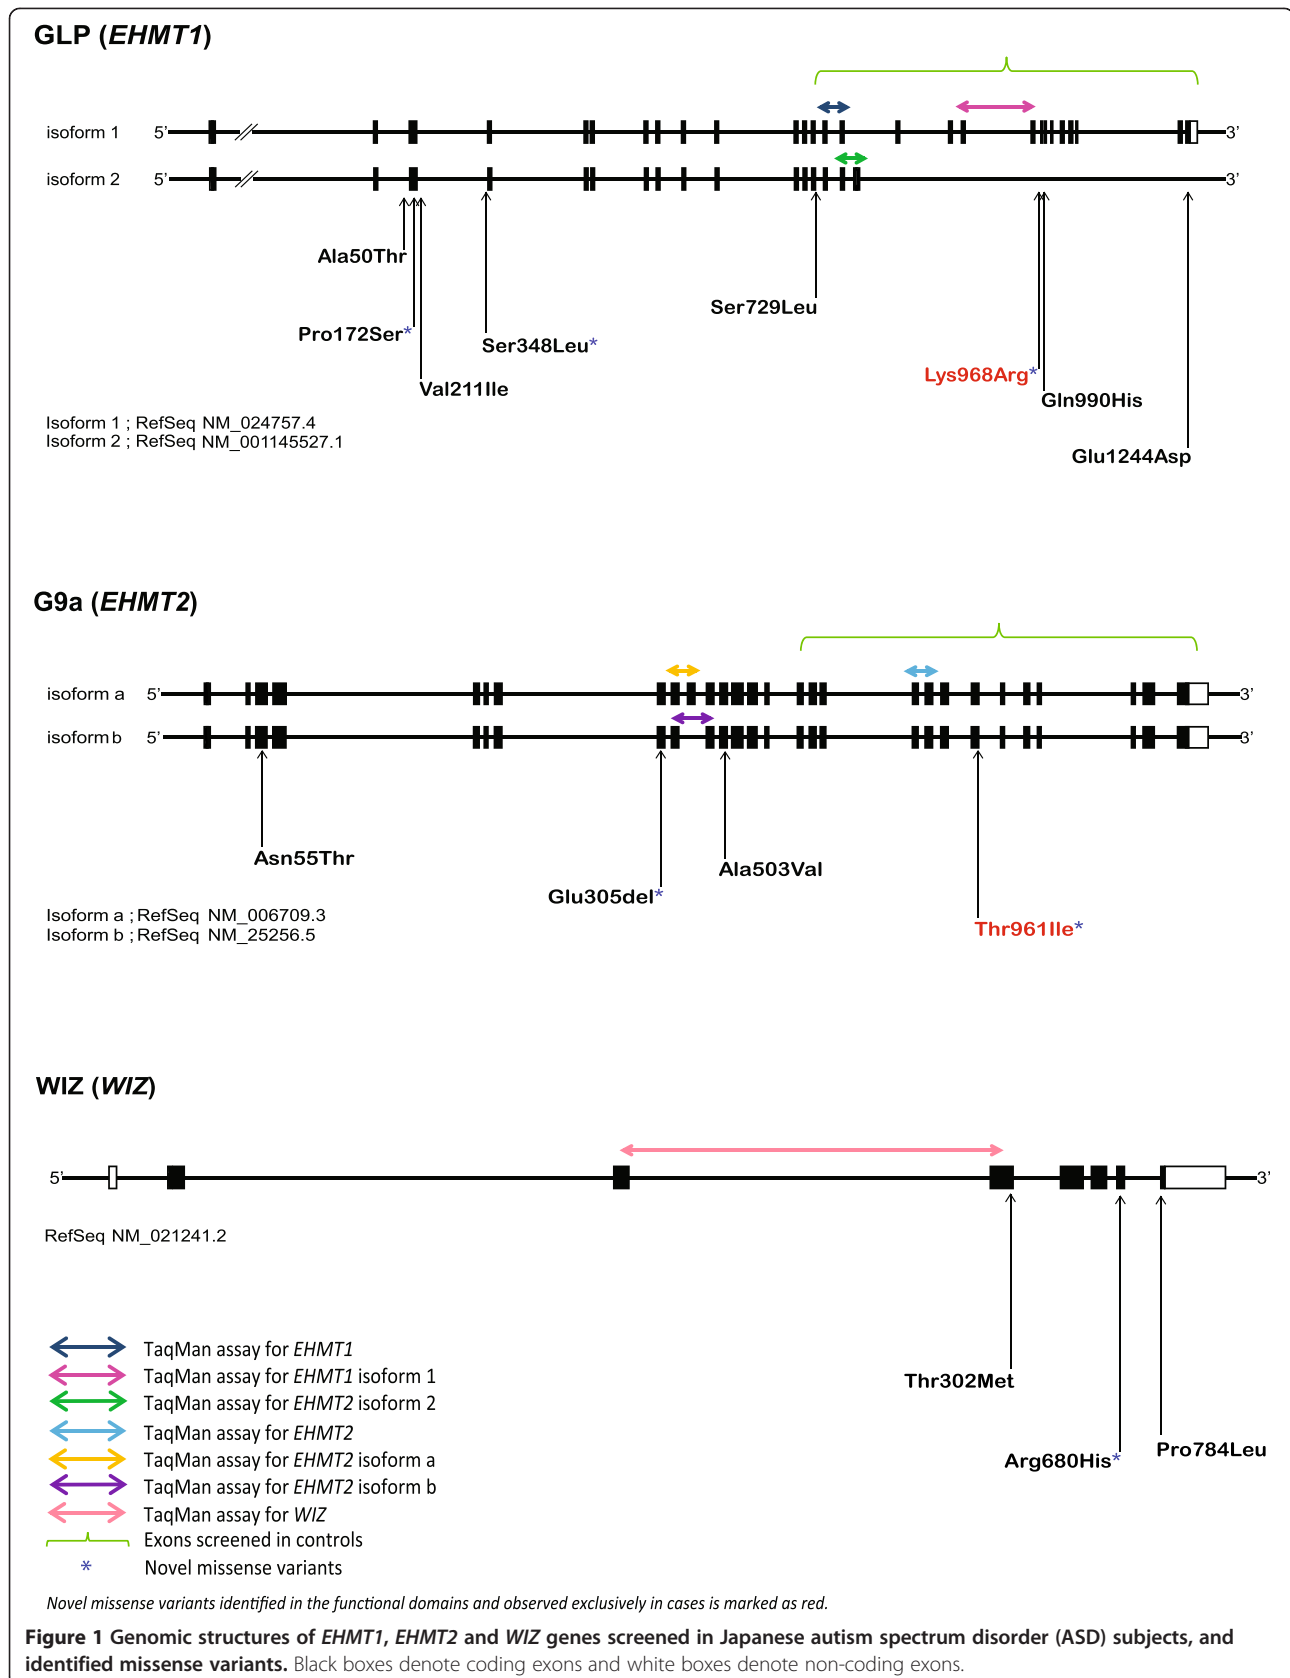 GLP (EHMT1)
isoform 1 5’ 3’
isoform 2 5’ 3’
Ala50Thr
Pro172Ser*
Val211Ile
Ser348Leu*
Ser729Leu
Lys968Arg*
Gln990His
Glu1244Asp
Isoform 1 ; RefSeq NM_024757.4
Isoform 2 ; RefSeq NM_001145527.1
G9a (EHMT2)
isoform a 5’ 3’
isoform b 5’ 3’
Asn55Thr
Glu305del*
Ala503Val
Thr961Ile*
Isoform a ; RefSeq NM_006709.3
Isoform b ; RefSeq NM_25256.5
WIZ (WIZ)
5’ 3’
RefSeq NM_021241.2
Thr302Met
Arg680His*
Pro784Leu
TaqMan assay for EHMT1
TaqMan assay for EHMT1 isoform 1
TaqMan assay for EHMT2 isoform 2
TaqMan assay for EHMT2
TaqMan assay for EHMT2 isoform a
TaqMan assay for EHMT2 isoform b
TaqMan assay for WIZ
Exons screened in controls
* Novel missense variants
Novel missense variants identified in the functional domains and observed exclusively in cases is marked as red.
Figure 1 Genomic structures of EHMT1, EHMT2 and WIZ genes screened in Japanese autism spectrum disorder (ASD) subjects, and
identified missense variants. Black boxes denote coding exons and white boxes denote non-coding exons.